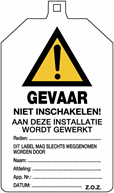 GEVAAR
NIET INSCHAKELEN!
AAN DEZE INSTALLATIE
WORDT GEWERKT
Reden:
DIT LABEL MAG SLECHTS WEGGENOMEN
WORDEN DOOR
Naam:
Afdeling:
App. Nr.:
DATUM: Z.O.Z.